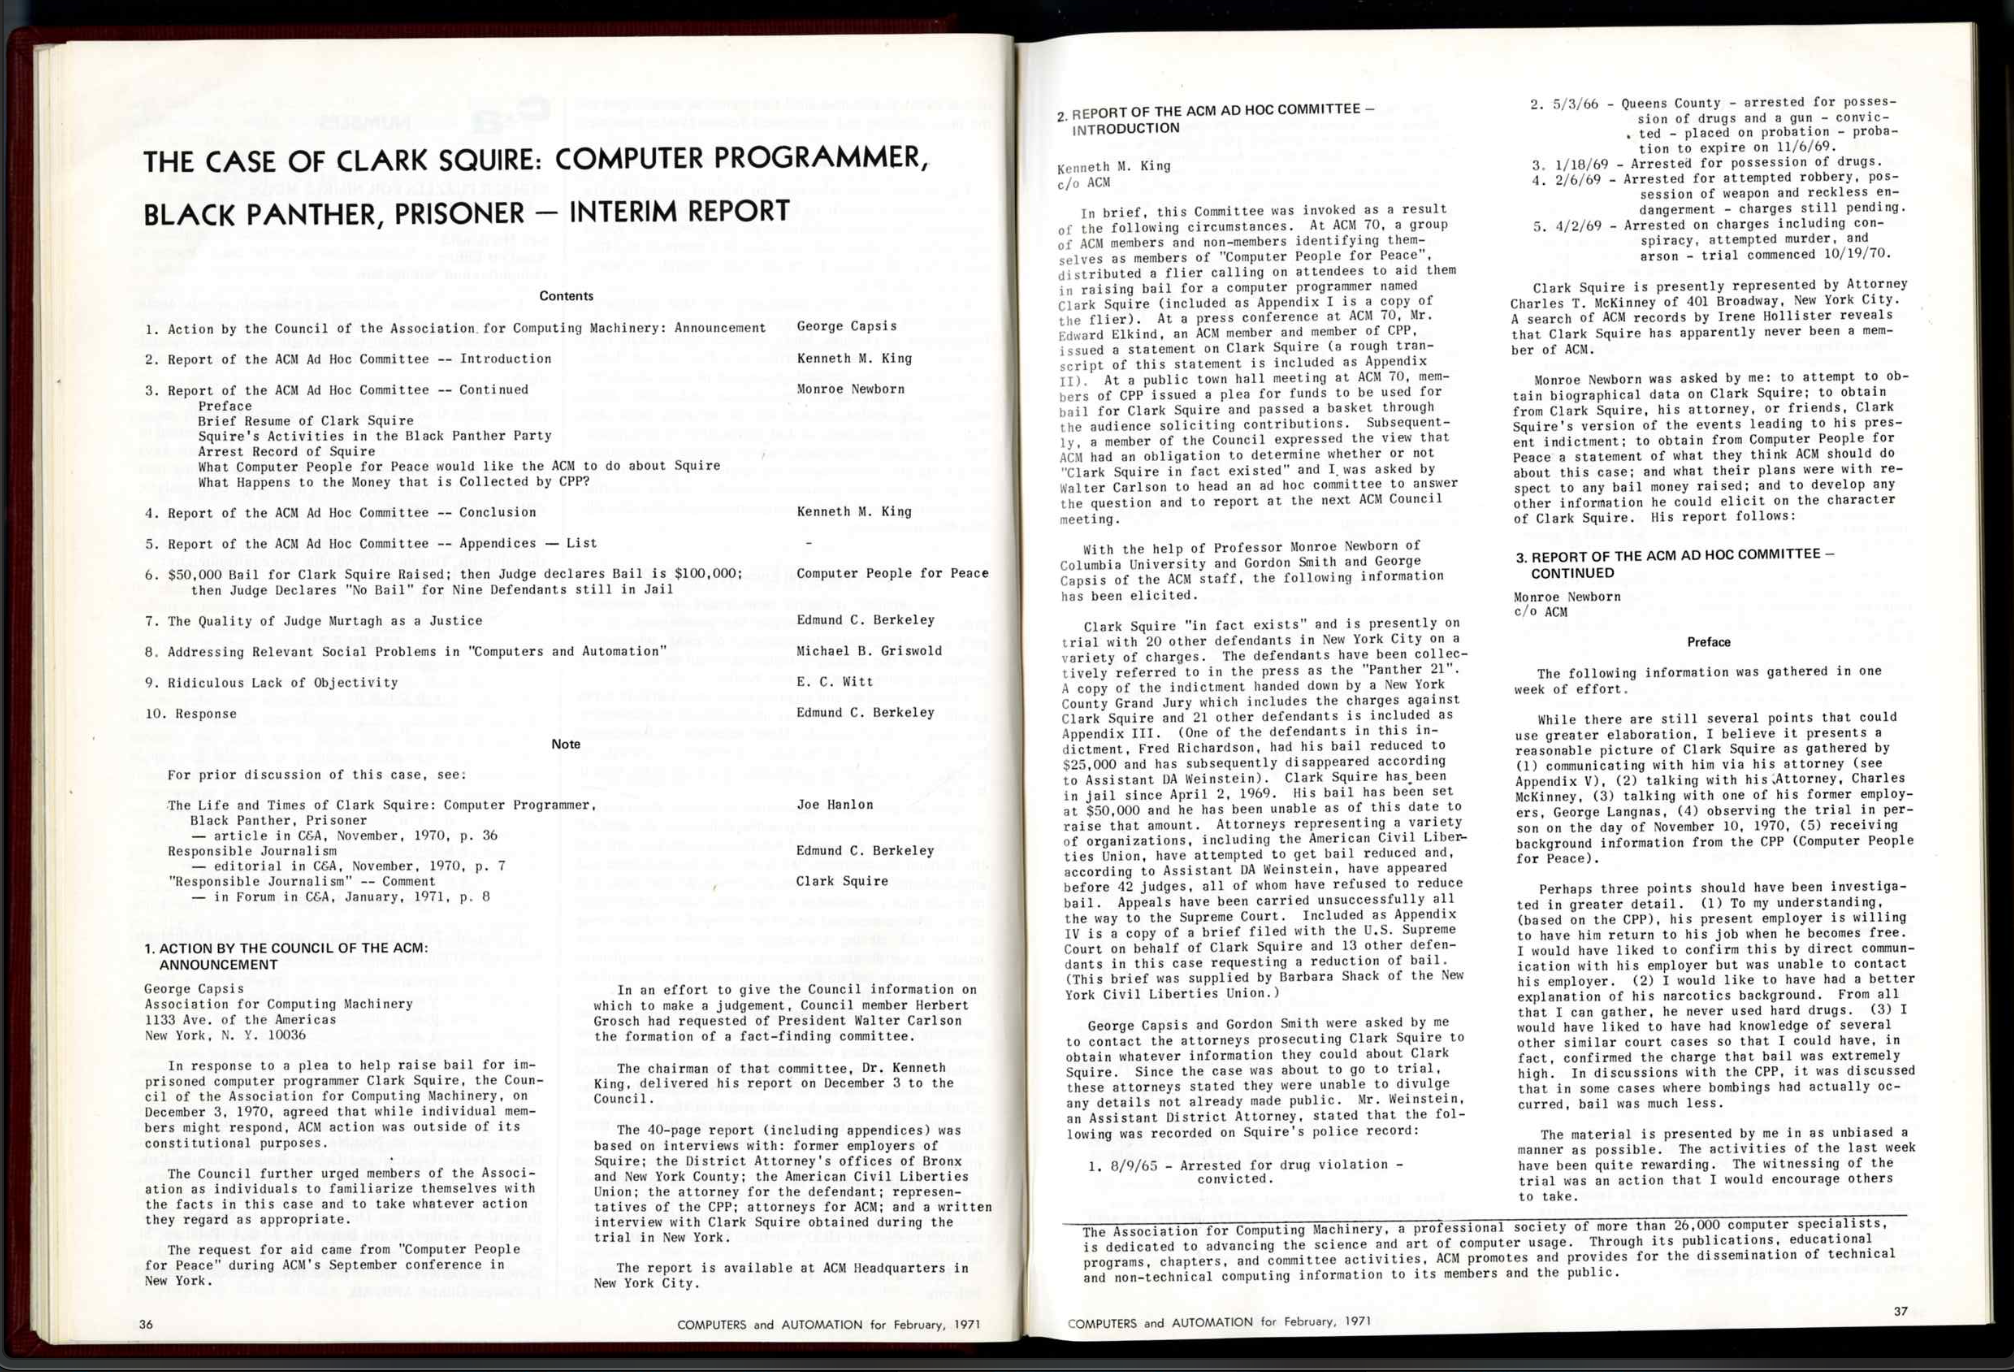 THE CASE OF CLARK SQUIRE: COMPUTER PROGRAMMER,
BLACK PANTHER, PRISONER — INTERIM REPORT
Contents
1. Action by the Council of the Association for Computing Machinery: Announcement George Capsis
2. Report of the ACM Ad Hoc Committee -- Introduction Kenneth M. King
3. Report of the ACM Ad Hoc Committee -- Continued Monroe Newborn
Preface
Brief Resume of Clark Squire
Squire's Activities in the Black Panther Party
Arrest Record of Squire
What Computer People for Peace would like the ACM to do about Squire
What Happens to the Money that is Collected by CPP?
4. Report of the ACM Ad Hoc Committee -- Conclusion Kenneth M. King
5. Report of the ACM Ad Hoc Committee -- Appendices — List -
6. $50,000 Bail for Clark Squire Raised; then Judge declares Bail is $100,000; Computer People for Peace
then Judge Declares "No Bail" for Nine Defendants still in Jail
7. The Quality of Judge Murtagh as a Justice Edmund C. Berkeley
8. Addressing Relevant Social Problems in "Computers and Automation" Michael B. Griswold
9. Ridiculous Lack of Objectivity E. C. Witt
10. Response Edmund C. Berkeley
Note
For prior discussion of this case, see:
The Life and Times of Clark Squire: Computer Programmer, Joe Hanlon
Black Panther, Prisoner
— article in C&A, November, 1970, p. 36
Responsible Journalism Edmund C. Berkeley
— editorial in C&A, November, 1970, p. 7
"Responsible Journalism" -- Comment Clark Squire
— in Forum in C&A, January, 1971, p. 8
1. ACTION BY THE COUNCIL OF THE ACM:
ANNOUNCEMENT
George Capsis
Association for Computing Machinery
1133 Ave. of the Americas
New York, N. Y. 10036
In response to a plea to help raise bail for im-
prisoned computer programmer Clark Squire, the Coun-
cil of the Association for Computing Machinery, on
December 3, 1970, agreed that while individual mem-
bers might respond, ACM action was outside of its
constitutional purposes.
The Council further urged members of the Associ-
ation as individuals to familiarize themselves with
the facts in this case and to take whatever action
they regard as appropriate.
The request for aid came from "Computer People
for Peace" during ACM's September conference in
New York.
In an effort to give the Council information on
which to make a judgement, Council member Herbert
Grosch had requested of President Walter Carlson
the formation of a fact-finding committee.
The chairman of that committee, Dr. Kenneth
King, delivered his report on December 3 to the
Council.
The 40-page report (including appendices) was
based on interviews with: former employers of
Squire; the District Attorney's offices of Bronx
and New York County; the American Civil Liberties
Union; the attorney for the defendant; represen-
tatives of the CPP; attorneys for ACM; and a written
interview with Clark Squire obtained during the
trial in New York.
The report is available at ACM Headquarters in
New York City.
36
COMPUTERS and AUTOMATION for February, 1971
2. REPORT OF THE ACM AD HOC COMMITTEE —
INTRODUCTION
Kenneth M. King
c/o ACM
In brief, this Committee was invoked as a result
of the following circumstances. At ACM 70, a group
of ACM members and non-members identifying them-
selves as members of "Computer People for Peace",
distributed a flier calling on attendees to aid them
in raising bail for a computer programmer named
Clark Squire (included as Appendix I is a copy of
the flier). At a press conference at ACM 70, Mr.
Edward Elkind, an ACM member and member of CPP,
issued a statement on Clark Squire (a rough tran-
script of this statement is included as Appendix
II). At a public town hall meeting at ACM 70, mem-
bers of CPP issued a plea for funds to be used for
bail for Clark Squire and passed a basket through
the audience soliciting contributions. Subsequent-
ly, a member of the Council expressed the view that
ACM had an obligation to determine whether or not
"Clark Squire in fact existed" and I was asked by
Walter Carlson to head an ad hoc committee to answer
the question and to report at the next ACM Council
meeting.
With the help of Professor Monroe Newborn of
Columbia University and Gordon Smith and George
Capsis of the ACM staff, the following information
has been elicited.
Clark Squire "in fact exists" and is presently on
trial with 20 other defendants in New York City on a
variety of charges. The defendants have been collec-
tively referred to in the press as the "Panther 21".
A copy of the indictment handed down by a New York
County Grand Jury which includes the charges against
Clark Squire and 21 other defendants is included as
Appendix III. (One of the defendants in this in-
dictment, Fred Richardson, had his bail reduced to
$25,000 and has subsequently disappeared according
to Assistant DA Weinstein). Clark Squire has been
in jail since April 2, 1969. His bail has been set
at $50,000 and he has been unable as of this date to
raise that amount. Attorneys representing a variety
of organizations, including the American Civil Liber-
ties Union, have attempted to get bail reduced and,
according to Assistant DA Weinstein, have appeared
before 42 judges, all of whom have refused to reduce
bail. Appeals have been carried unsuccessfully all
the way to the Supreme Court. Included as Appendix
IV is a copy of a brief filed with the U.S. Supreme
Court on behalf of Clark Squire and 13 other defen-
dants in this case requesting a reduction of bail.
(This brief was supplied by Barbara Shack of the New
York Civil Liberties Union.)
George Capsis and Gordon Smith were asked by me
to contact the attorneys prosecuting Clark Squire to
obtain whatever information they could about Clark
Squire. Since the case was about to go to trial,
these attorneys stated they were unable to divulge
any details not already made public. Mr. Weinstein,
an Assistant District Attorney, stated that the fol-
lowing was recorded on Squire's police record:
1. 8/9/65 - Arrested for drug violation -
convicted.
2. 5/3/66 - Queens County - arrested for posses-
sion of drugs and a gun - convic-
ted - placed on probation - proba-
tion to expire on 11/6/69.
3. 1/18/69 - Arrested for possession of drugs.
4. 2/6/69 - Arrested for attempted robbery, pos-
session of weapon and reckless en-
dangerment - charges still pending.
5. 4/2/69 - Arrested on charges including con-
spiracy, attempted murder, and
arson - trial commenced 10/19/70.
Clark Squire is presently represented by Attorney
Charles T. McKinney of 401 Broadway, New York City.
A search of ACM records by Irene Hollister reveals
that Clark Squire has apparently never been a mem-
ber of ACM.
Monroe Newborn was asked by me: to attempt to ob-
tain biographical data on Clark Squire; to obtain
from Clark Squire, his attorney, or friends, Clark
Squire's version of the events leading to his pres-
ent indictment; to obtain from Computer People for
Peace a statement of what they think ACM should do
about this case; and what their plans were with re-
spect to any bail money raised; and to develop any
other information he could elicit on the character
of Clark Squire. His report follows:
3. REPORT OF THE ACM AD HOC COMMITTEE —
CONTINUED
Monroe Newborn
c/o ACM
Preface
The following information was gathered in one
week of effort.
While there are still several points that could
use greater elaboration, I believe it presents a
reasonable picture of Clark Squire as gathered by
(1) communicating with him via his attorney (see
Appendix V), (2) talking with his Attorney, Charles
McKinney, (3) talking with one of his former employ-
ers, George Langnas, (4) observing the trial in per-
son on the day of November 10, 1970, (5) receiving
background information from the CPP (Computer People
for Peace).
Perhaps three points should have been investiga-
ted in greater detail. (1) To my understanding,
(based on the CPP), his present employer is willing
to have him return to his job when he becomes free.
I would have liked to confirm this by direct commun-
ication with his employer but was unable to contact
his employer. (2) I would like to have had a better
explanation of his narcotics background. From all
that I can gather, he never used hard drugs. (3) I
would have liked to have had knowledge of several
other similar court cases so that I could have, in
fact, confirmed the charge that bail was extremely
high. In discussions with the CPP, it was discussed
that in some cases where bombings had actually oc-
curred, bail was much less.
The material is presented by me in as unbiased a
manner as possible. The activities of the last week
have been quite rewarding. The witnessing of the
trial was an action that I would encourage others
to take.
The Association for Computing Machinery, a professional society of more than 26,000 computer specialists,
is dedicated to advancing the science and art of computer usage. Through its publications, educational
programs, chapters, and committee activities, ACM promotes and provides for the dissemination of technical
and non-technical computing information to its members and the public.
COMPUTERS and AUTOMATION for February, 1971
37